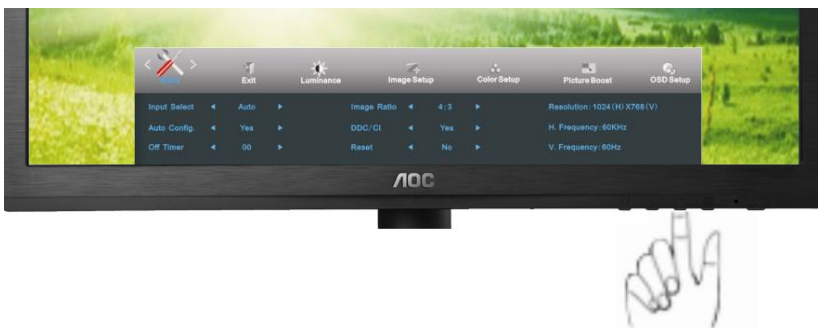 Exit Luminance Image Setup Color Setup Picture Boost OSD Setup
Input Select Auto Image Ratio 4:3 Resolution: 1024 (H) X768 (V)
Auto Config. Yes DDC/CI Yes H. Frequency: 60KHz
Off Timer 00 Reset No V. Frequency: 60Hz
AOC